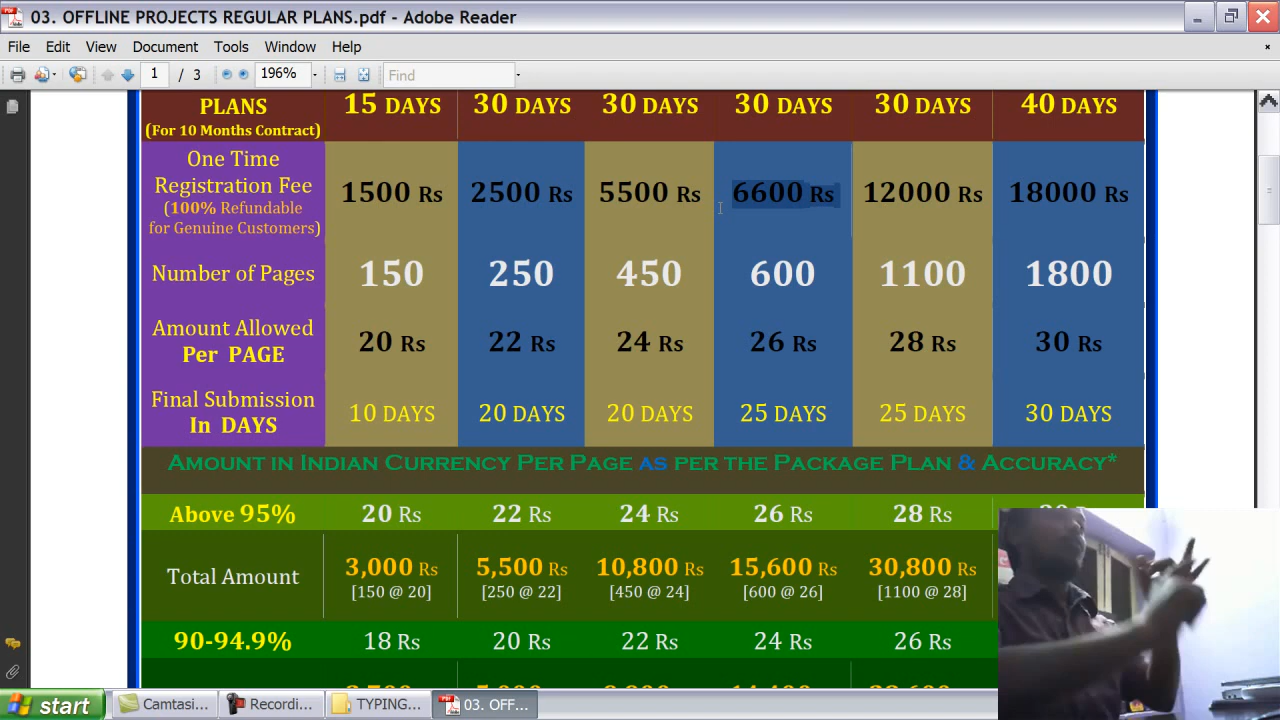 03. OFFLINE PROJECTS REGULAR PLANS.pdf - Adobe Reader
File Edit View Document Tools Window Help
1 / 3 196% Find
PLANS 15 DAYS 30 DAYS 30 DAYS 30 DAYS 30 DAYS 40 DAYS
(For 10 Months Contract)
One Time
Registration Fee 1500 Rs 2500 Rs 5500 Rs 6600 Rs 12000 Rs 18000 Rs
(100% Refundable
for Genuine Customers)
Number of Pages 150 250 450 600 1100 1800
Amount Allowed
Per PAGE 20 Rs 22 Rs 24 Rs 26 Rs 28 Rs 30 Rs
Final Submission
In DAYS 10 DAYS 20 DAYS 20 DAYS 25 DAYS 25 DAYS 30 DAYS
Amount in Indian Currency Per Page as per the Package Plan & Accuracy*
Above 95% 20 Rs 22 Rs 24 Rs 26 Rs 28 Rs
Total Amount 3,000 Rs 5,500 Rs 10,800 Rs 15,600 Rs 30,800 Rs
[150 @ 20] [250 @ 22] [450 @ 24] [600 @ 26] [1100 @ 28]
90-94.9% 18 Rs 20 Rs 22 Rs 24 Rs 26 Rs
start Camtasi... Recordi... TYPING... 03. OFF...